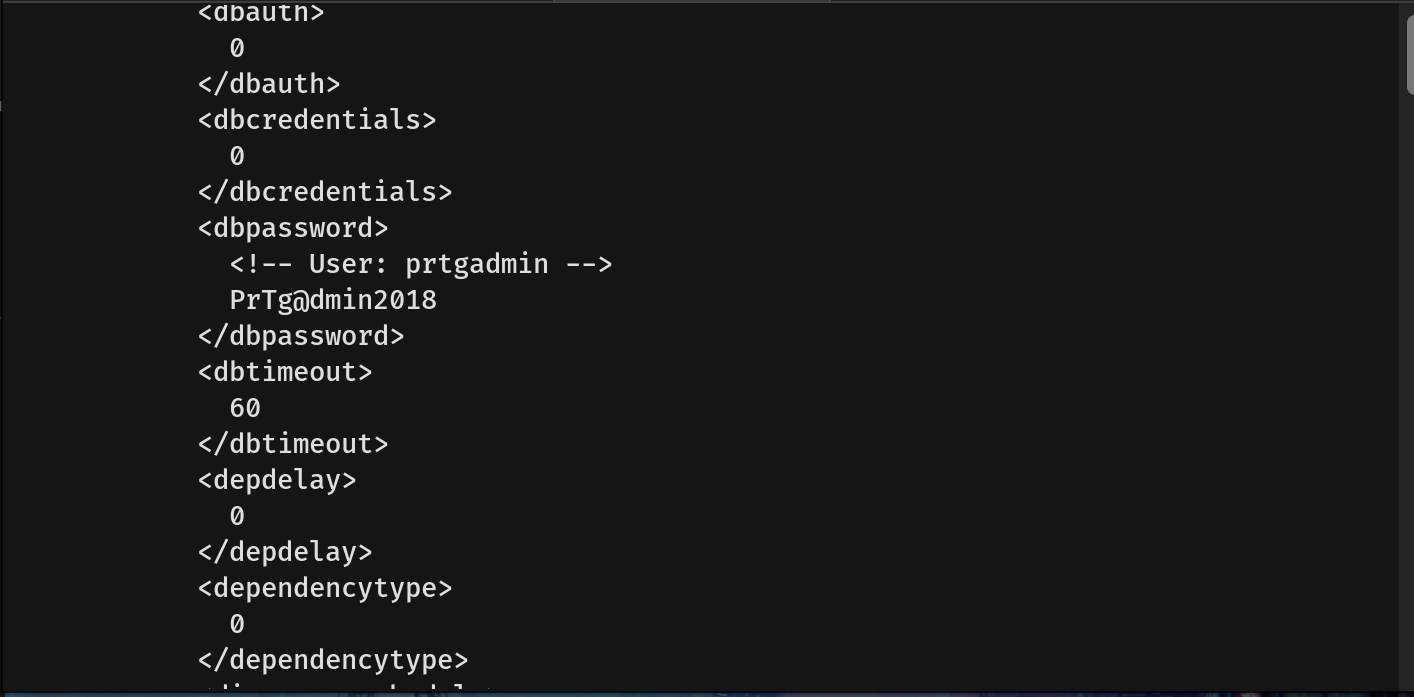 <dbauth>
0
</dbauth>
<dbcredentials>
0
</dbcredentials>
<dbpassword>
<!-- User: prtgadmin -->
PrTg@dmin2018
</dbpassword>
<dbtimeout>
60
</dbtimeout>
<depdelay>
0
</depdelay>
<dependencytype>
0
</dependencytype>